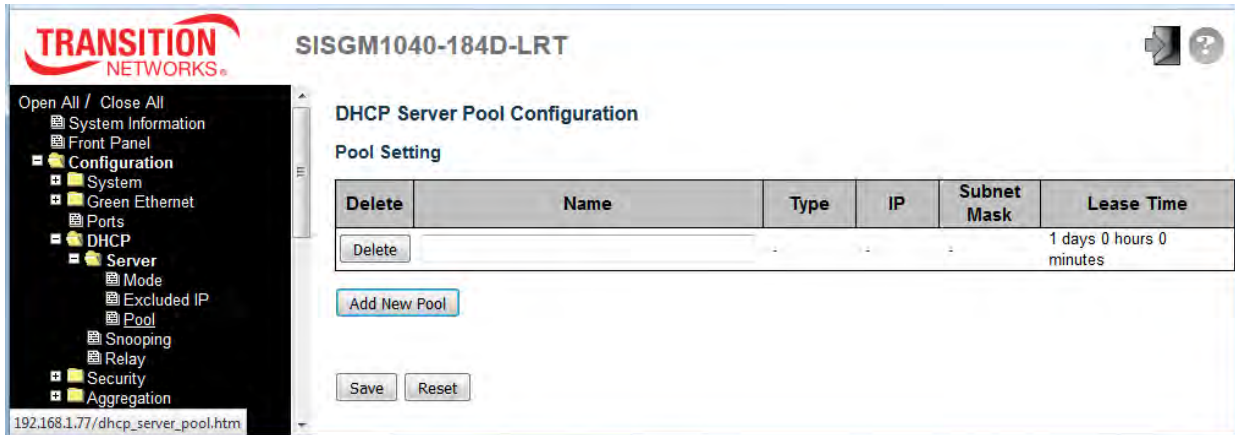 TRANSITION
NETWORKS®
SISGM1040-184D-LRT
Open All / Close All
System Information
Front Panel
Configuration
System
Green Ethernet
Ports
DHCP
Server
Mode
Excluded IP
Pool
Snooping
Relay
Security
Aggregation
192.168.1.77/dhcp_server_pool.htm
DHCP Server Pool Configuration
Pool Setting
Delete Name Type IP Subnet Mask Lease Time
Delete - - - 1 days 0 hours 0 minutes
Add New Pool
Save Reset